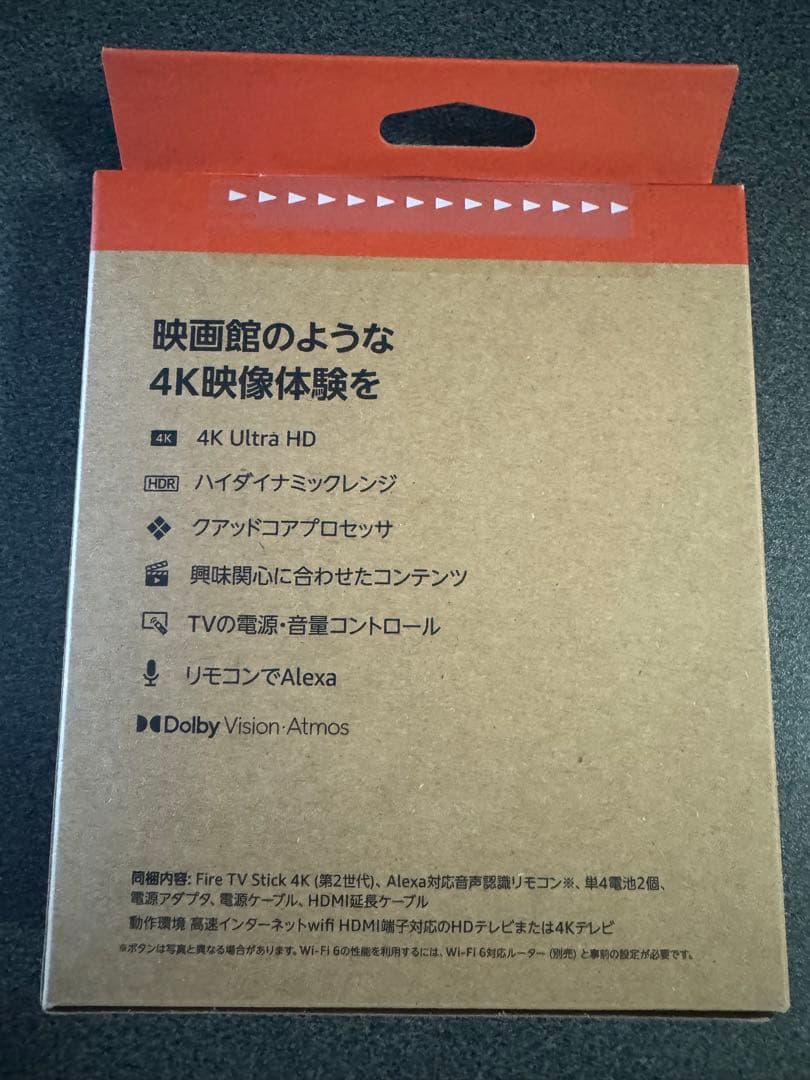 映画館のような
4K映像体験を
4K 4K Ultra HD
HDR ハイダイナミックレンジ
クアッドコアプロセッサ
興味関心に合わせたコンテンツ
TVの電源・音量コントロール
リモコンでAlexa
Dolby Vision·Atmos
同梱内容: Fire TV Stick 4K (第2世代)、Alexa対応音声認識リモコン※、単4電池2個、
電源アダプタ、電源ケーブル、HDMI延長ケーブル
動作環境 高速インターネットwifi HDMI端子対応のHDテレビまたは4Kテレビ
※ボタンは写真と異なる場合があります。Wi-Fi 6の性能を利用するには、Wi-Fi 6対応ルーター (別売) と事前の設定が必要です。